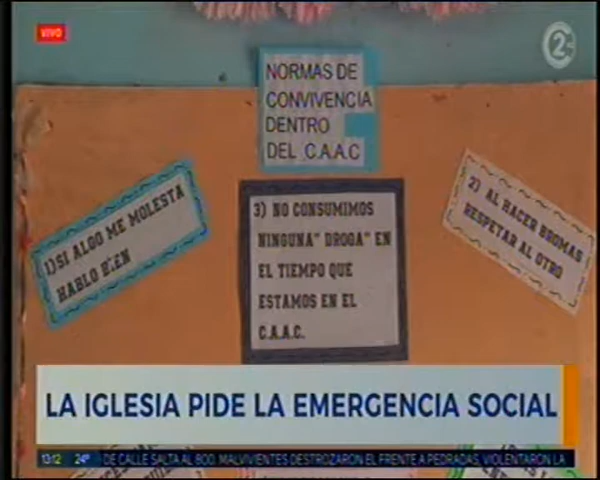 VIVO
2
NORMAS DE
CONVIVENCIA
DENTRO
DEL C.A.A.C
1) SI ALGO ME MOLESTA
HABLO BIEN
3) NO CONSUMIMOS
NINGUNA" DROGA" EN
EL TIEMPO QUE
ESTAMOS EN EL
C.A.A.C.
2) AL HACER BROMAS
RESPETAR AL OTRO
LA IGLESIA PIDE LA EMERGENCIA SOCIAL
13:12 24° DE CALLE SALTA AL 800. MALVIVIENTES DESTROZARON EL FRENTE A PEDRADAS, VIOLENTARON LA